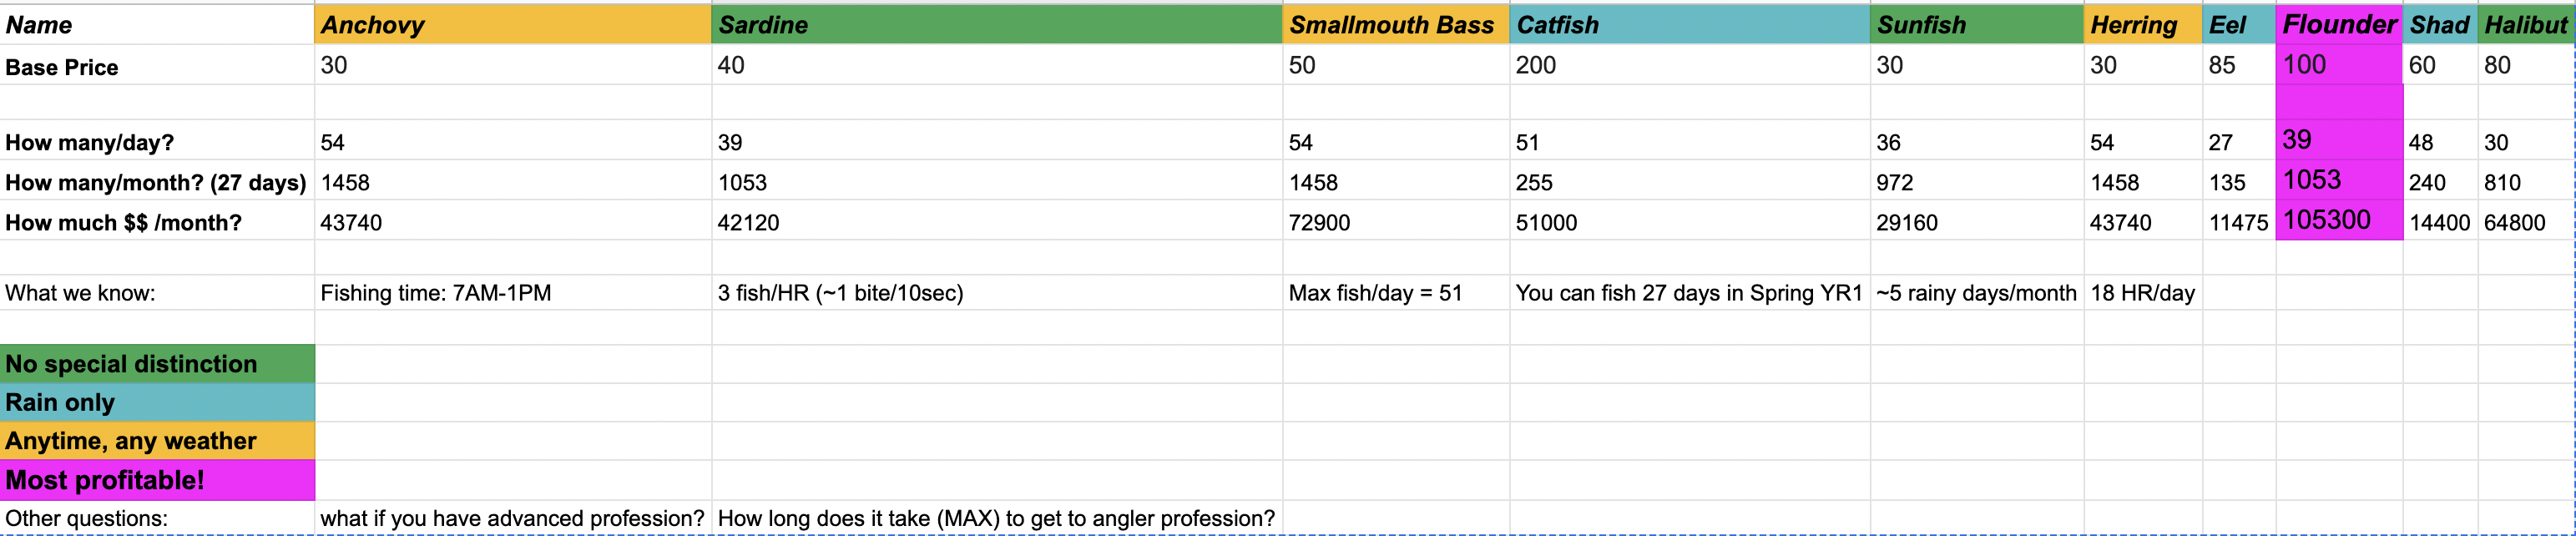 Name Anchovy Sardine Smallmouth Bass Catfish Sunfish Herring Eel Flounder Shad Halibut
Base Price 30 40 50 200 30 30 85 100 60 80
How many/day? 54 39 54 51 36 54 27 39 48 30
How many/month? (27 days) 1458 1053 1458 255 972 1458 135 1053 240 810
How much $$ /month? 43740 42120 72900 51000 29160 43740 11475 105300 14400 64800
What we know: Fishing time: 7AM-1PM 3 fish/HR (~1 bite/10sec) Max fish/day = 51 You can fish 27 days in Spring YR1 ~5 rainy days/month 18 HR/day
No special distinction
Rain only
Anytime, any weather
Most profitable!
Other questions: what if you have advanced profession? How long does it take (MAX) to get to angler profession?